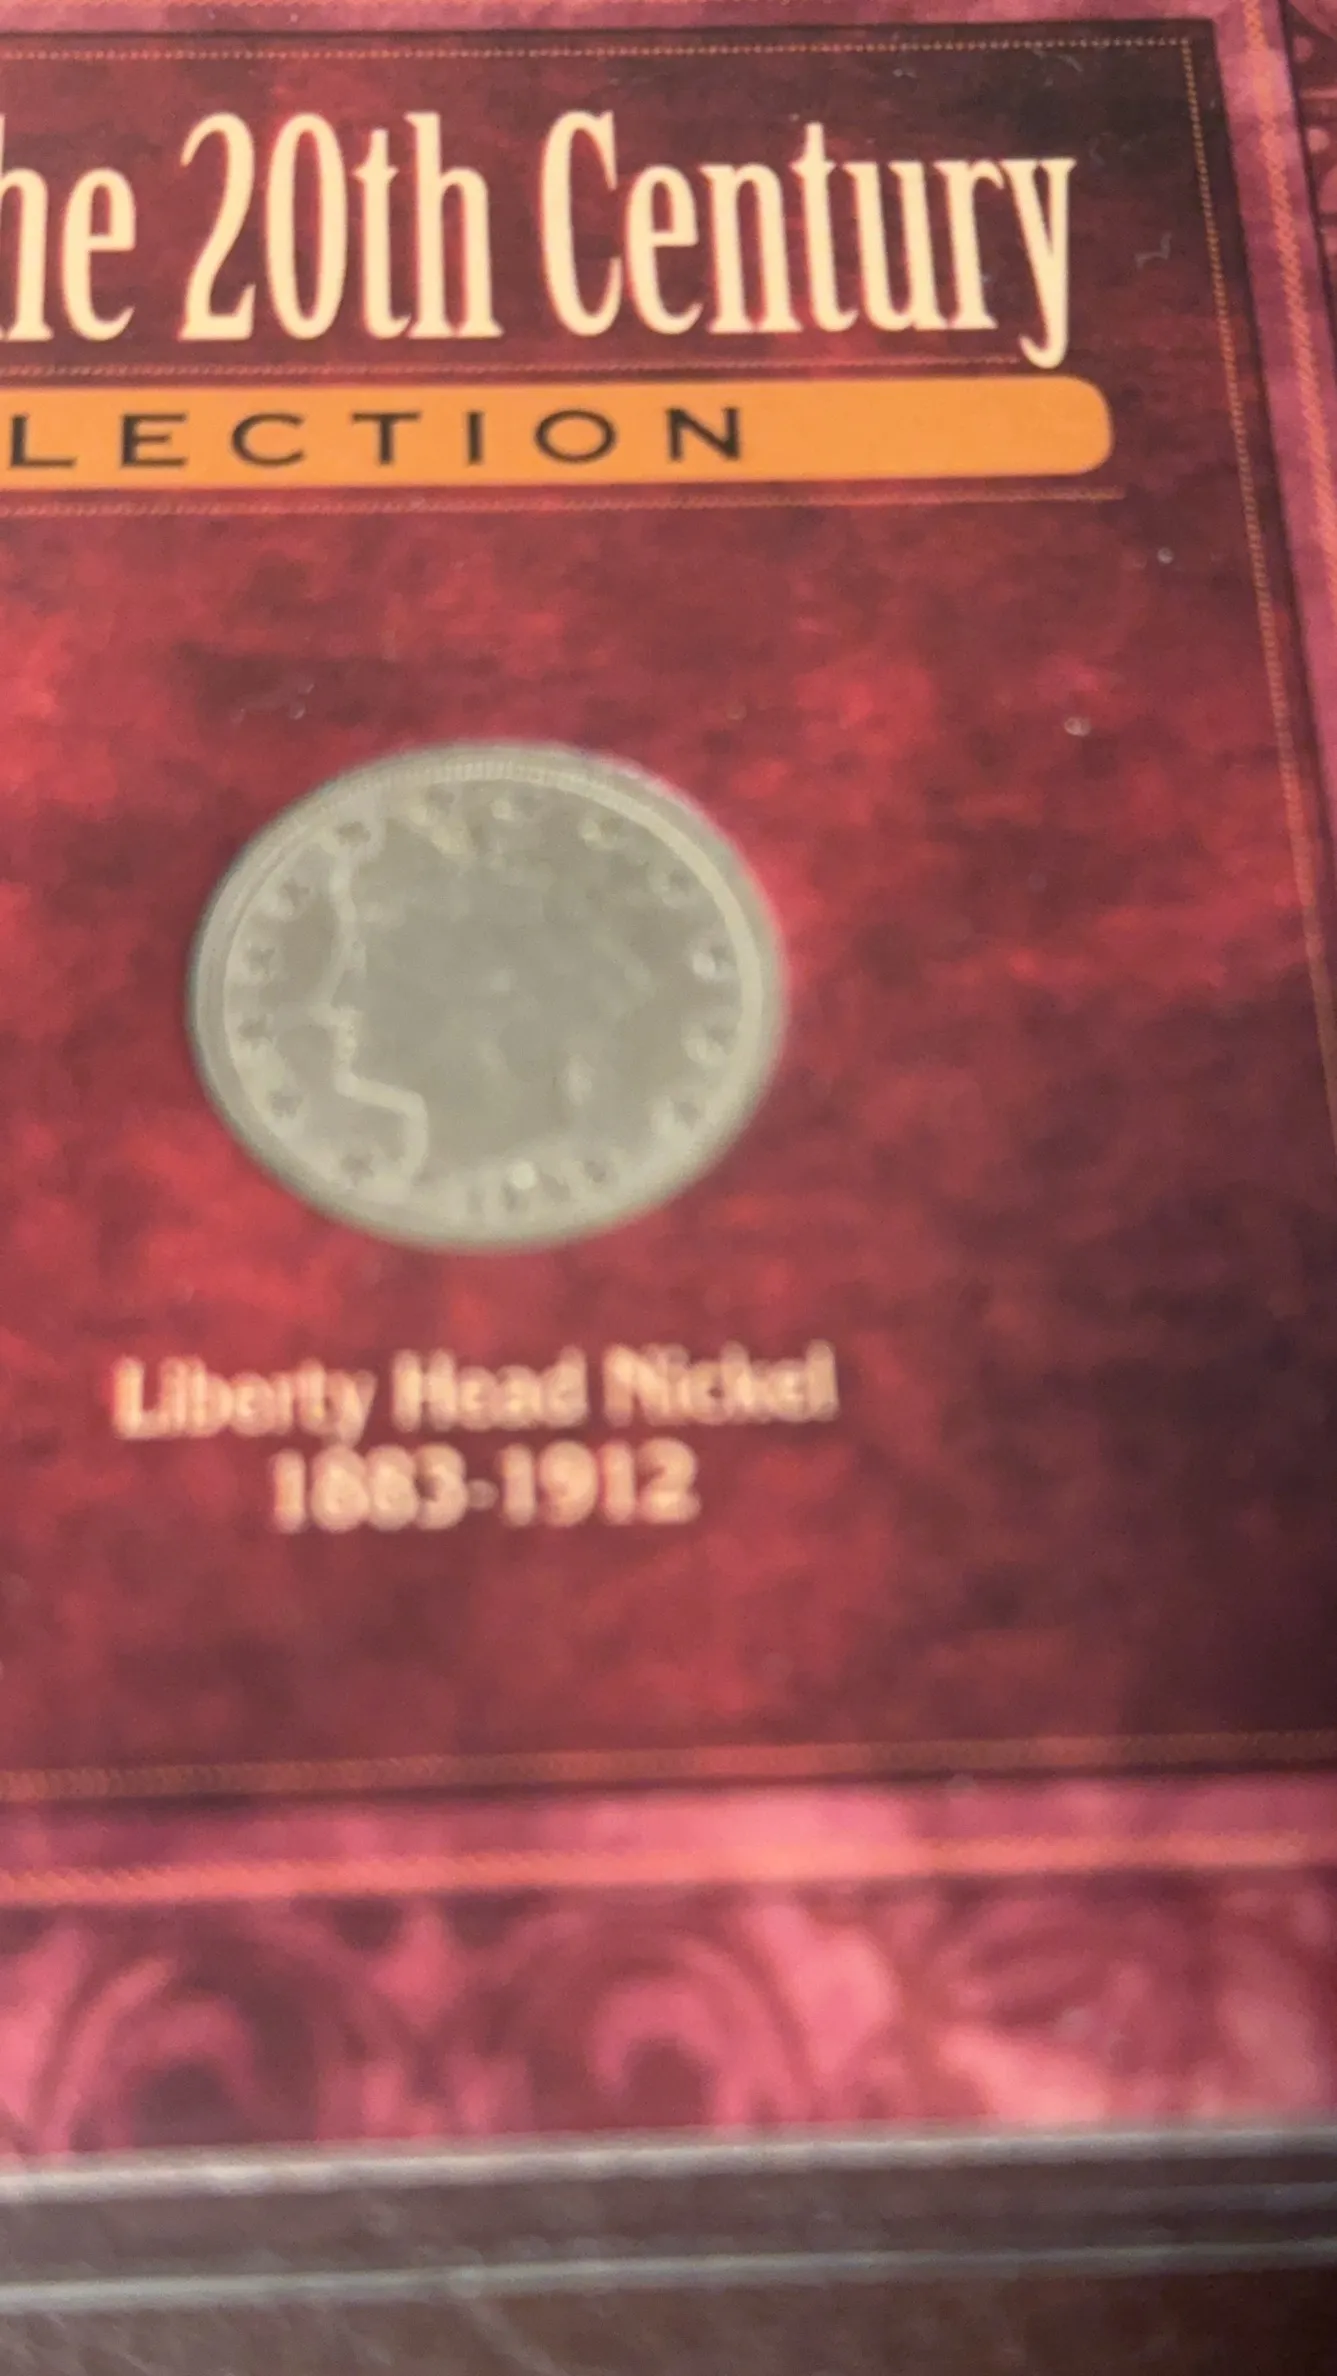 he 20th Century
LECTION
Liberty Head Nickel
1883-1912